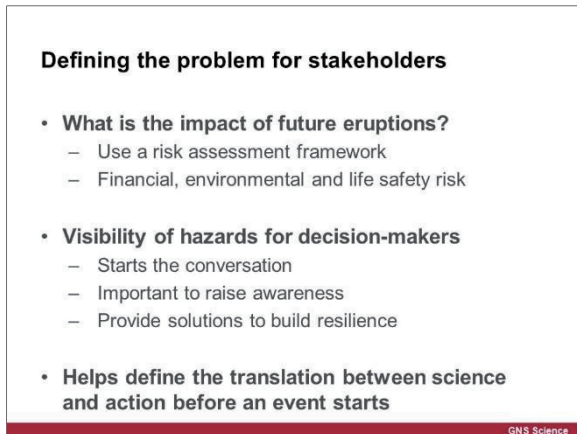 Defining the problem for stakeholders
• What is the impact of future eruptions?
– Use a risk assessment framework
– Financial, environmental and life safety risk
• Visibility of hazards for decision-makers
– Starts the conversation
– Important to raise awareness
– Provide solutions to build resilience
• Helps define the translation between science
and action before an event starts
GNS Science